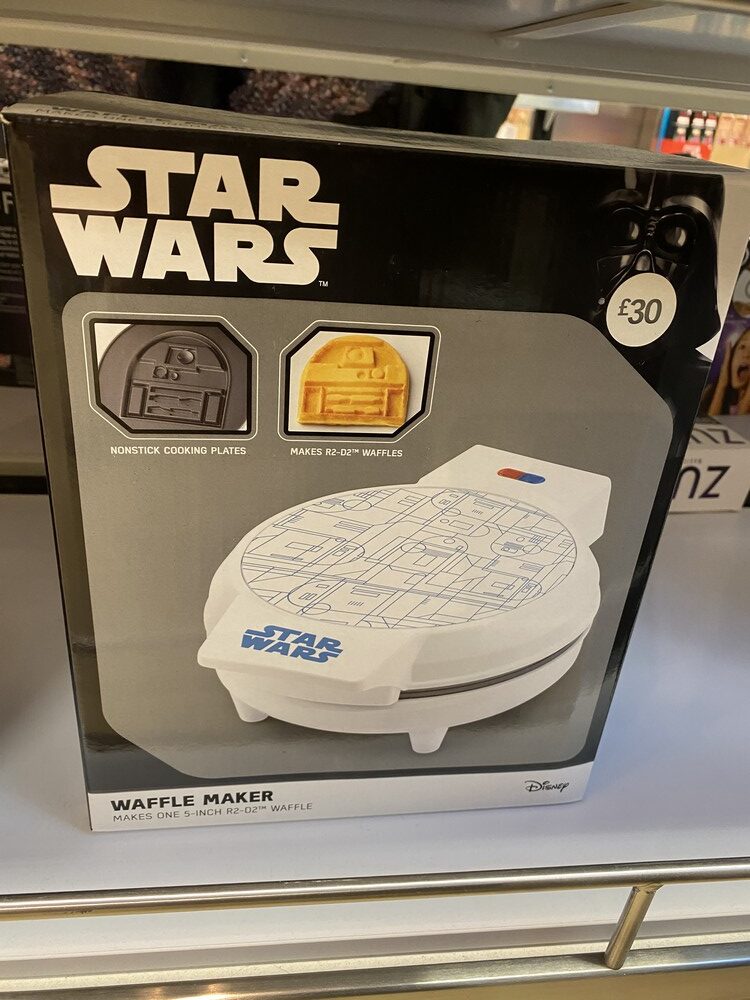 STAR
WARS
TM
£30
NONSTICK COOKING PLATES
MAKES R2-D2™ WAFFLES
STAR
WARS
WAFFLE MAKER
MAKES ONE 5-INCH R2-D2™ WAFFLE
Disney